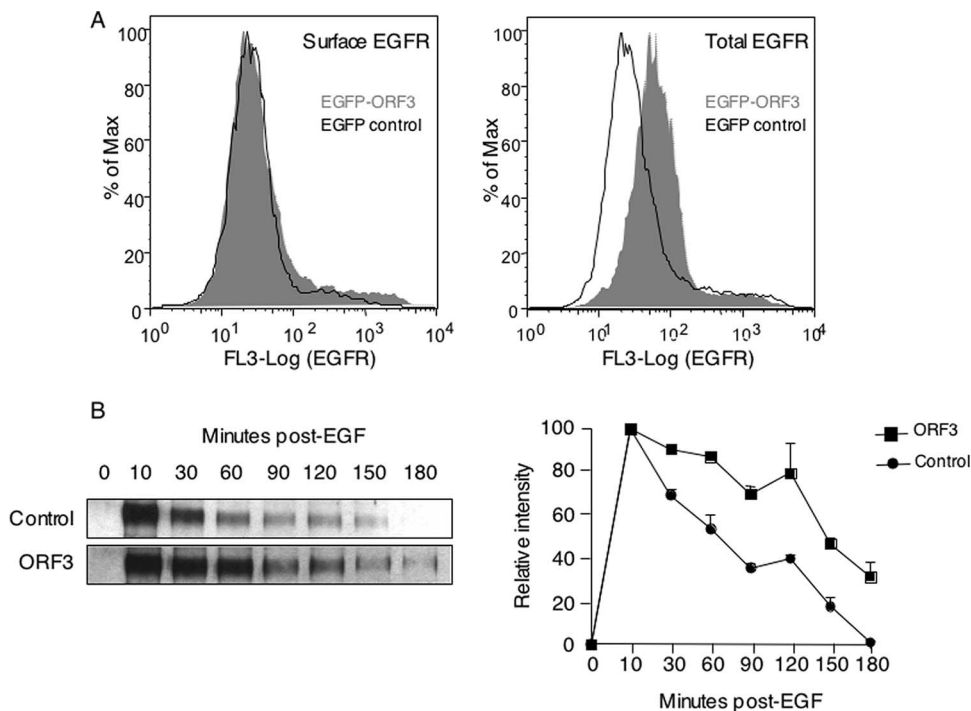 A
Surface EGFR
EGFP-ORF3
EGFP control
% of Max
100
80
60
40
20
0
10^0 10^1 10^2 10^3 10^4
FL3-Log (EGFR)
Total EGFR
EGFP-ORF3
EGFP control
% of Max
100
80
60
40
20
0
10^0 10^1 10^2 10^3 10^4
FL3-Log (EGFR)
B
Minutes post-EGF
0 10 30 60 90 120 150 180
Control
ORF3
ORF3
Control
Relative intensity
100
80
60
40
20
0
0 10 30 60 90 120 150 180
Minutes post-EGF